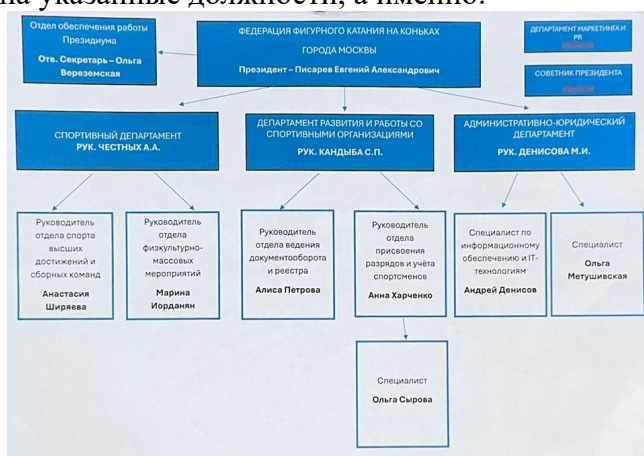 на указанные должности, а именно:
Отдел обеспечения работы
Президиума
Отв. Секретарь – Ольга
Вереземская
ФЕДЕРАЦИЯ ФИГУРНОГО КАТАНИЯ НА КОНЬКАХ
ГОРОДА МОСКВЫ
Президент – Писарев Евгений Александрович
ДЕПАРТАМЕНТ МАРКЕТИНГА И
PR
СОВЕТНИК ПРЕЗИДЕНТА
СПОРТИВНЫЙ ДЕПАРТАМЕНТ
РУК. ЧЕСТНЫХ А.А.
ДЕПАРТАМЕНТ РАЗВИТИЯ И РАБОТЫ СО
СПОРТИВНЫМИ ОРГАНИЗАЦИЯМИ
РУК. КАНДЫБА С.П.
АДМИНИСТРАТИВНО-ЮРИДИЧЕСКИЙ
ДЕПАРТАМЕНТ
РУК. ДЕНИСОВА М.И.
Руководитель
отдела спорта
высших
достижений и
сборных команд
Анастасия
Ширяева
Руководитель
отдела
физкультурно-
массовых
мероприятий
Марина
Иорданян
Руководитель
отдела ведения
документооборота
и реестра
Алиса Петрова
Руководитель
отдела
присвоения
разрядов и учёта
спортсменов
Анна Харченко
Специалист по
информационному
обеспечению и IT-
технологиям
Андрей Денисов
Специалист
Ольга
Метушивская
Специалист
Ольга Сырова